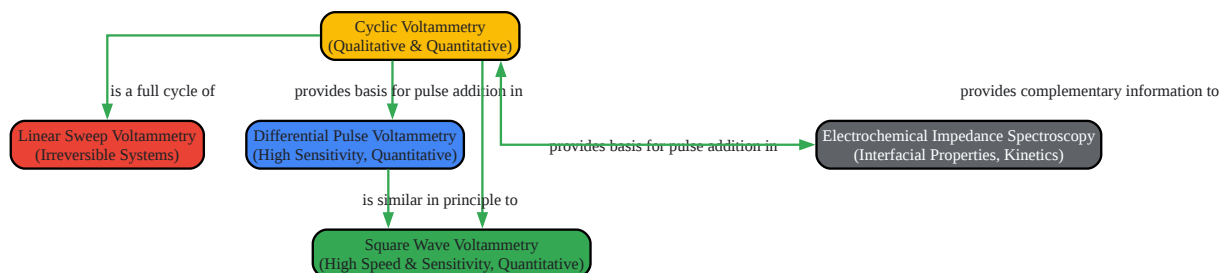 Cyclic Voltammetry
(Qualitative & Quantitative)
is a full cycle of
provides basis for pulse addition in
provides complementary information to
Linear Sweep Voltammetry
(Irreversible Systems)
Differential Pulse Voltammetry
(High Sensitivity, Quantitative)
provides basis for pulse addition in
Electrochemical Impedance Spectroscopy
(Interfacial Properties, Kinetics)
is similar in principle to
Square Wave Voltammetry
(High Speed & Sensitivity, Quantitative)